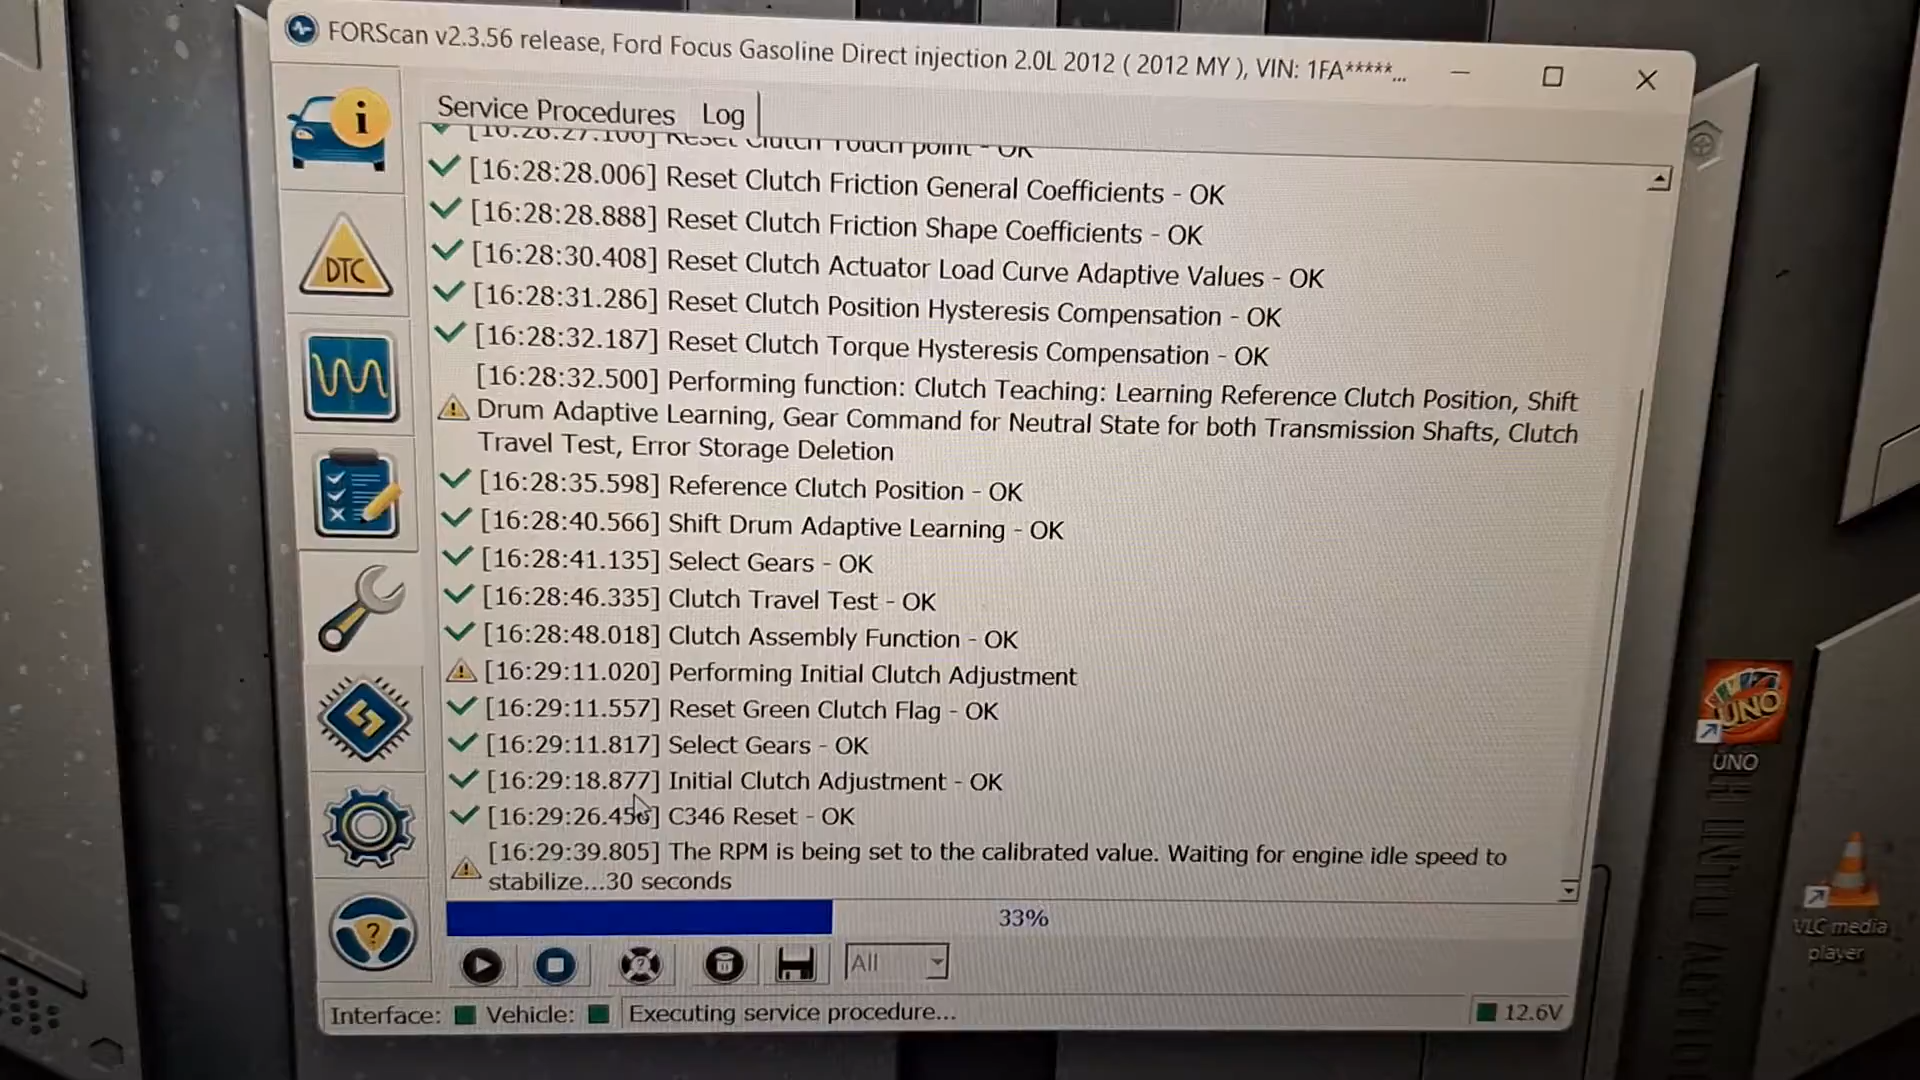 FORScan v2.3.56 release, Ford Focus Gasoline Direct injection 2.0L 2012 ( 2012 MY ), VIN: 1FA*****...
Service Procedures Log
Reset Clutch Touch point - OK
[16:28:28.006] Reset Clutch Friction General Coefficients - OK
[16:28:28.888] Reset Clutch Friction Shape Coefficients - OK
[16:28:30.408] Reset Clutch Actuator Load Curve Adaptive Values - OK
[16:28:31.286] Reset Clutch Position Hysteresis Compensation - OK
[16:28:32.187] Reset Clutch Torque Hysteresis Compensation - OK
[16:28:32.500] Performing function: Clutch Teaching: Learning Reference Clutch Position, Shift
Drum Adaptive Learning, Gear Command for Neutral State for both Transmission Shafts, Clutch
Travel Test, Error Storage Deletion
[16:28:35.598] Reference Clutch Position - OK
[16:28:40.566] Shift Drum Adaptive Learning - OK
[16:28:41.135] Select Gears - OK
[16:28:46.335] Clutch Travel Test - OK
[16:28:48.018] Clutch Assembly Function - OK
[16:29:11.020] Performing Initial Clutch Adjustment
[16:29:11.557] Reset Green Clutch Flag - OK
[16:29:11.817] Select Gears - OK
[16:29:18.877] Initial Clutch Adjustment - OK
C346 Reset - OK
[16:29:39.805] The RPM is being set to the calibrated value. Waiting for engine idle speed to
stabilize...30 seconds
33%
All
Interface: Vehicle: Executing service procedure... 12.6V
DTC
UNO
UNO
VLC media
player